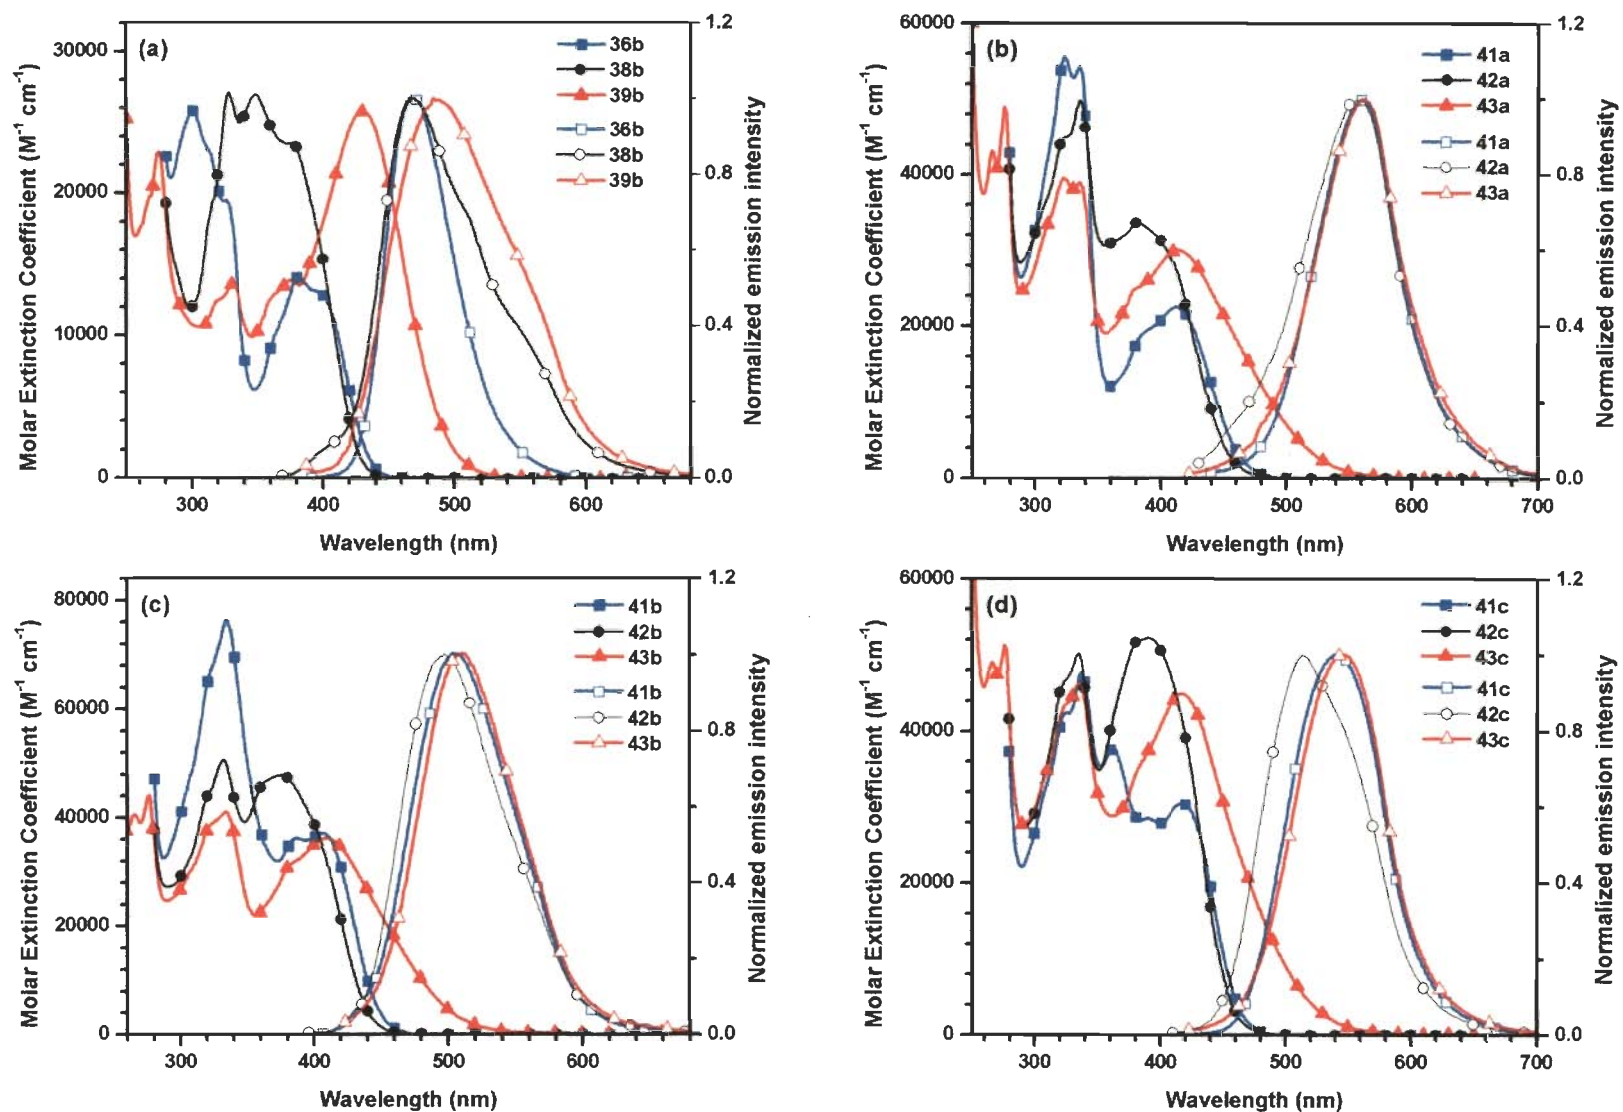 (a)
36b
38b
39b
36b
38b
39b
30000
20000
10000
0
1.2
0.8
0.4
0.0
300
400
500
600
Molar Extinction Coefficient (M⁻¹ cm⁻¹)
Normalized emission intensity
Wavelength (nm)
(b)
41a
42a
43a
41a
42a
43a
60000
40000
20000
0
1.2
0.8
0.4
0.0
300
400
500
600
700
Molar Extinction Coefficient (M⁻¹ cm⁻¹)
Normalized emission intensity
Wavelength (nm)
(c)
41b
42b
43b
41b
42b
43b
80000
60000
40000
20000
0
1.2
0.8
0.4
0.0
300
400
500
600
Molar Extinction Coefficient (M⁻¹ cm⁻¹)
Normalized emission intensity
Wavelength (nm)
(d)
41c
42c
43c
41c
42c
43c
60000
40000
20000
0
1.2
0.8
0.4
0.0
300
400
500
600
700
Molar Extinction Coefficient (M⁻¹ cm⁻¹)
Normalized emission intensity
Wavelength (nm)